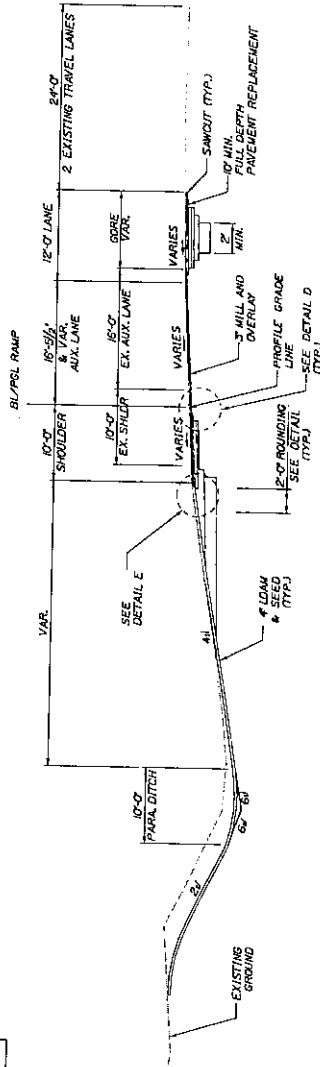 BL/PGL RAMP
VAR.
10'-0"
SHOULDER
16'-5 1/2"
& VAR.
AUX. LANE
12'-0" LANE
24'-0"
2 EXISTING TRAVEL LANES
10'-0"
PARA. DITCH
10'-0"
EX. SHLDR
16'-0"
EX. AUX. LANE
GORE
VAR.
SEE
DETAIL E
VARIES
VARIES
VARIES
4:1
2:1
6:1
6:1
EXISTING
GROUND
4" LOAM
& SEED
(TYP.)
2'-0" ROUNDING
SEE DETAIL
(TYP.)
SEE DETAIL D
(TYP.)
PROFILE GRADE
LINE
3" MILL AND
OVERLAY
2'
MIN.
10' MIN.
FULL DEPTH
PAVEMENT REPLACEMENT
SAWCUT (TYP.)